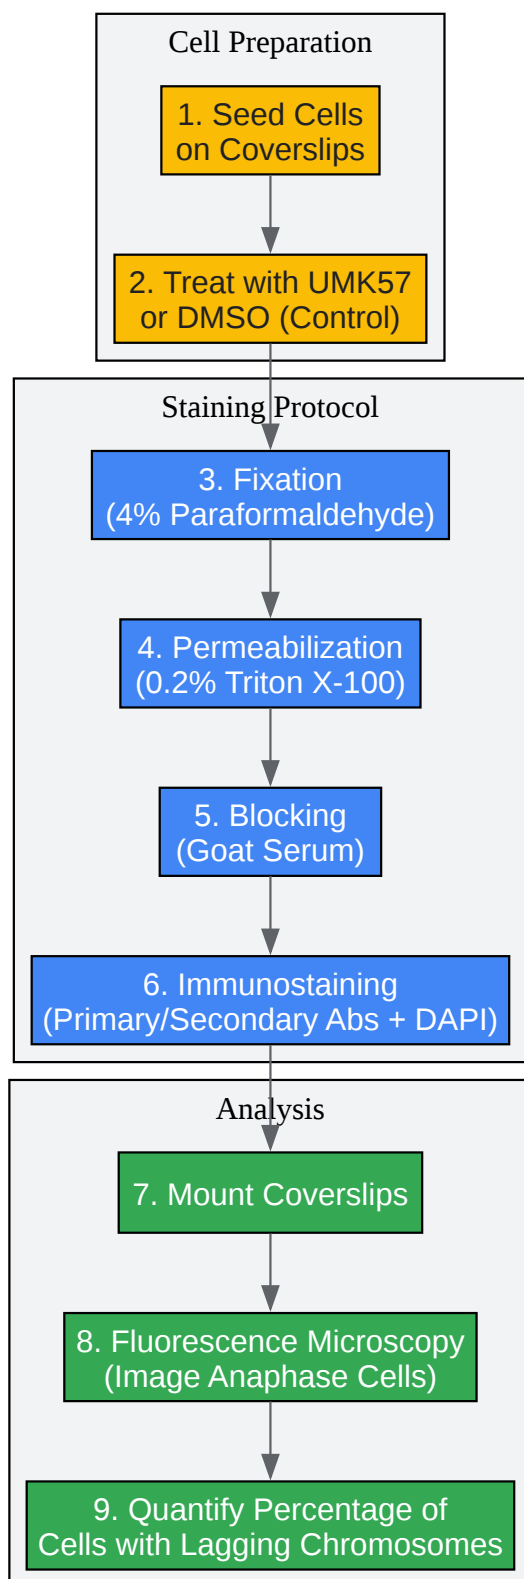 Cell Preparation
1. Seed Cells
on Coverslips
2. Treat with UMK57
or DMSO (Control)
Staining Protocol
3. Fixation
(4% Paraformaldehyde)
4. Permeabilization
(0.2% Triton X-100)
5. Blocking
(Goat Serum)
6. Immunostaining
(Primary/Secondary Abs + DAPI)
Analysis
7. Mount Coverslips
8. Fluorescence Microscopy
(Image Anaphase Cells)
9. Quantify Percentage of
Cells with Lagging Chromosomes